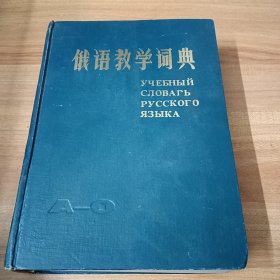 俄语教学词典
УЧЕБНЫЙ
СЛОВАРЬ
РУССКОГО
ЯЗЫКА